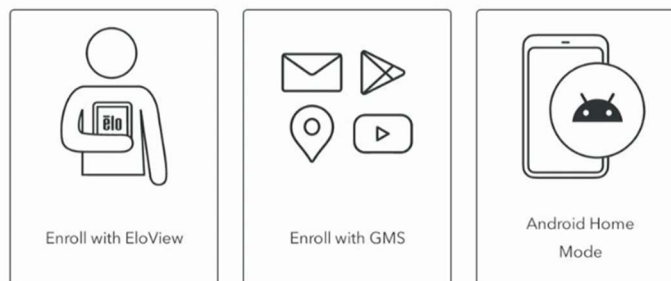 ēlo
Enroll with EloView
Enroll with GMS
Android Home
Mode